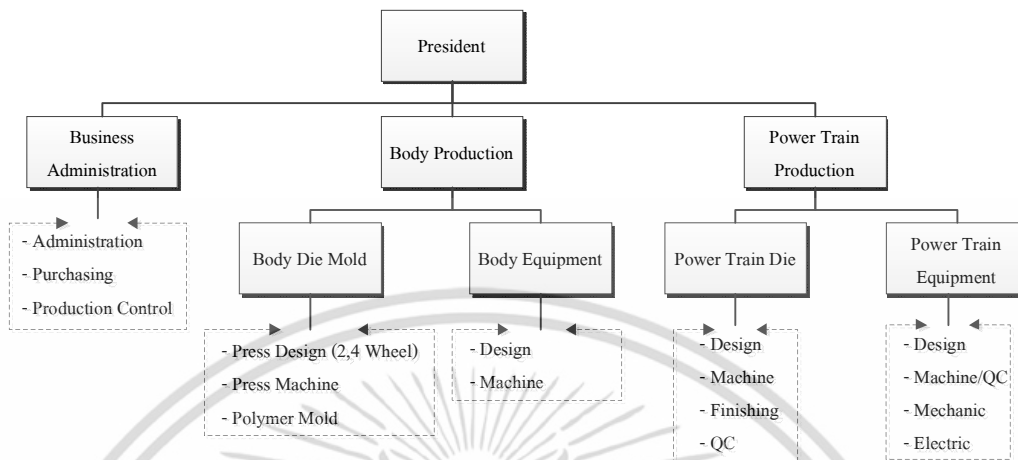 President
Business
Administration
Body Production
Power Train
Production
- Administration
- Purchasing
- Production Control
Body Die Mold
Body Equipment
Power Train Die
Power Train
Equipment
- Press Design (2,4 Wheel)
- Press Machine
- Polymer Mold
- Design
- Machine
- Design
- Machine
- Finishing
- QC
- Design
- Machine/QC
- Mechanic
- Electric